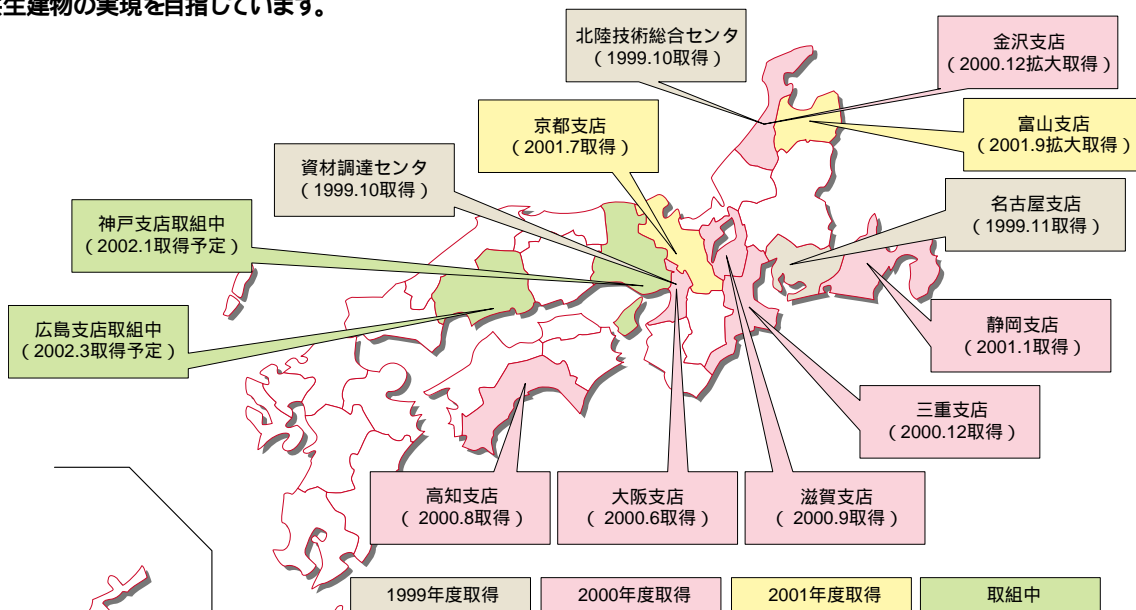 共生建物の実現を目指しています。
北陸技術総合センタ
（1999.10取得）
金沢支店
（2000.12拡大取得）
京都支店
（2001.7取得）
富山支店
（2001.9拡大取得）
資材調達センタ
（1999.10取得）
名古屋支店
（1999.11取得）
神戸支店取組中
（2002.1取得予定）
広島支店取組中
（2002.3取得予定）
静岡支店
（2001.1取得）
三重支店
（2000.12取得）
高知支店
（ 2000.8取得）
大阪支店
（ 2000.6取得）
滋賀支店
（ 2000.9取得）
1999年度取得
2000年度取得
2001年度取得
取組中